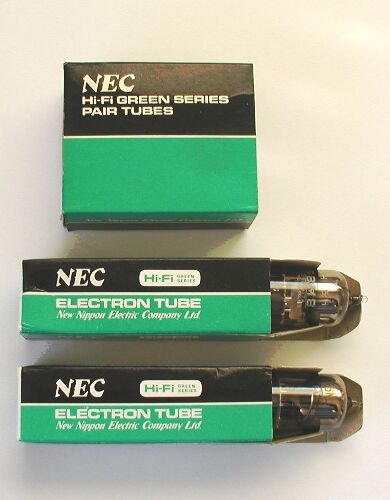 NEC
Hi-Fi GREEN SERIES
PAIR TUBES
NEC Hi-Fi GREEN SERIES
ELECTRON TUBE
New Nippon Electric Company Ltd.
NEC Hi-Fi GREEN SERIES
ELECTRON TUBE
New Nippon Electric Company Ltd.